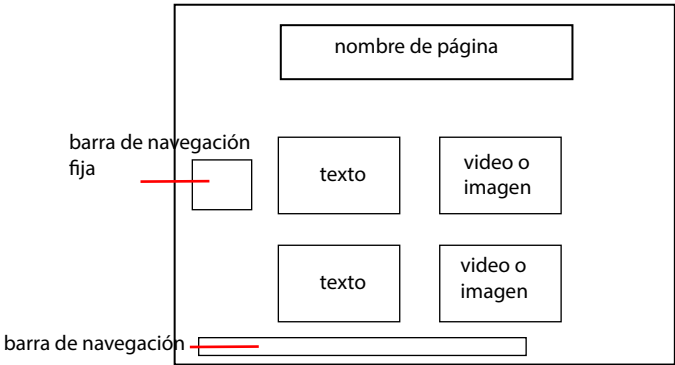 nombre de página
barra de navegación
fija
texto
video o
imagen
texto
video o
imagen
barra de navegación